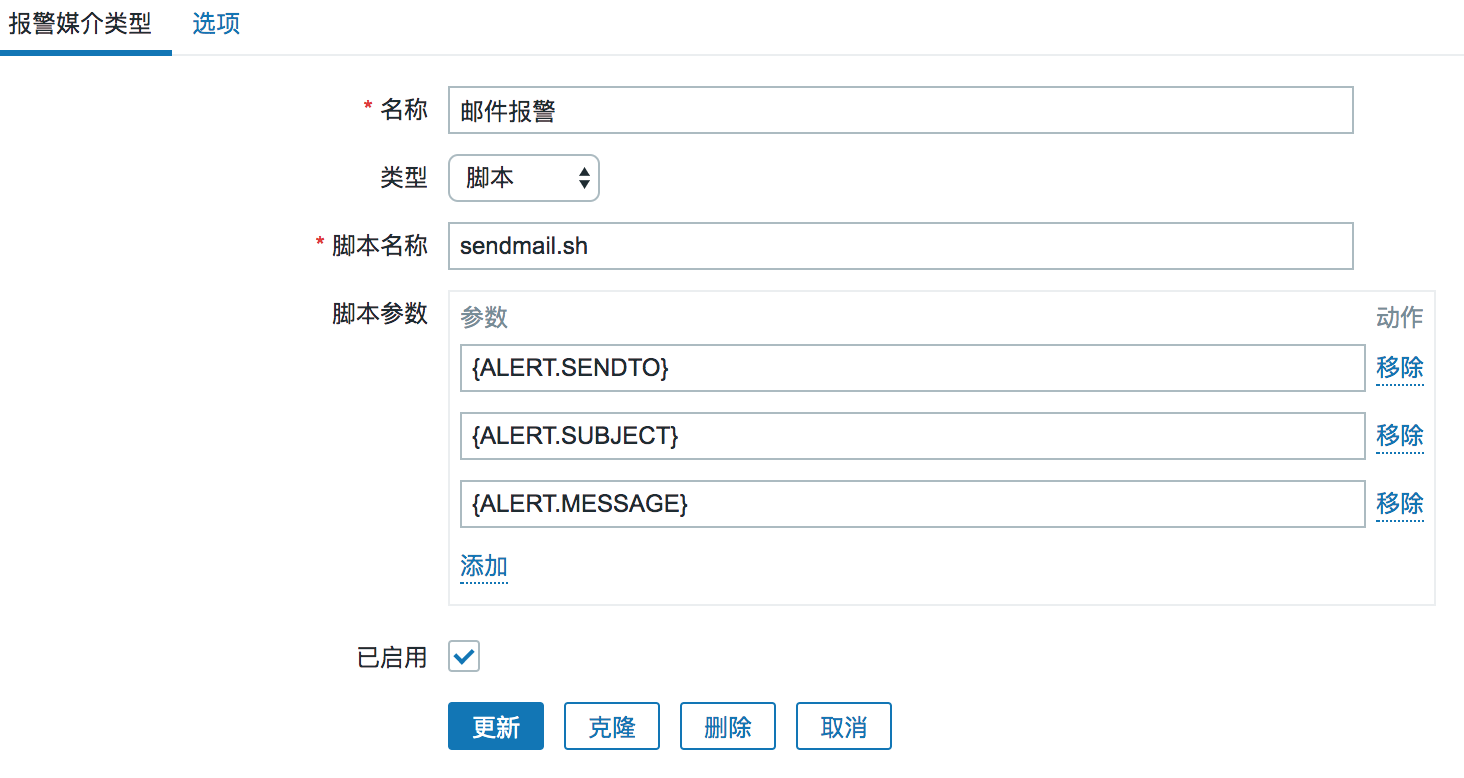 报警媒介类型 选项
* 名称 邮件报警
类型 脚本
* 脚本名称 sendmail.sh
脚本参数 参数 动作
{ALERT.SENDTO} 移除
{ALERT.SUBJECT} 移除
{ALERT.MESSAGE} 移除
添加
已启用
更新 克隆 删除 取消